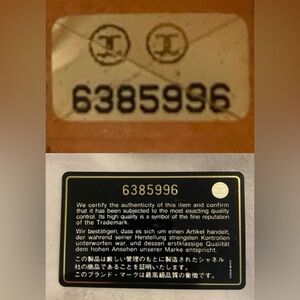 6385996
6385996
We certify the authenticity of this item and confirm
that it has been subjected to the most exacting quality
control. Its high quality is a symbol of the fine reputation
of the Trademark.
Wir bestätigen, dass es sich um einen Artikel handelt,
der während seiner Herstellung strengsten Kontrollen
unterworfen war, und dessen erstklassige Qualität
dem hohen Ansehen unserer Marke entspricht.
この製品は厳しい管理のもとに製造されたシャネル
社の商品であることを証明いたします。
このブランド・マークは最高級品質の象徴です。